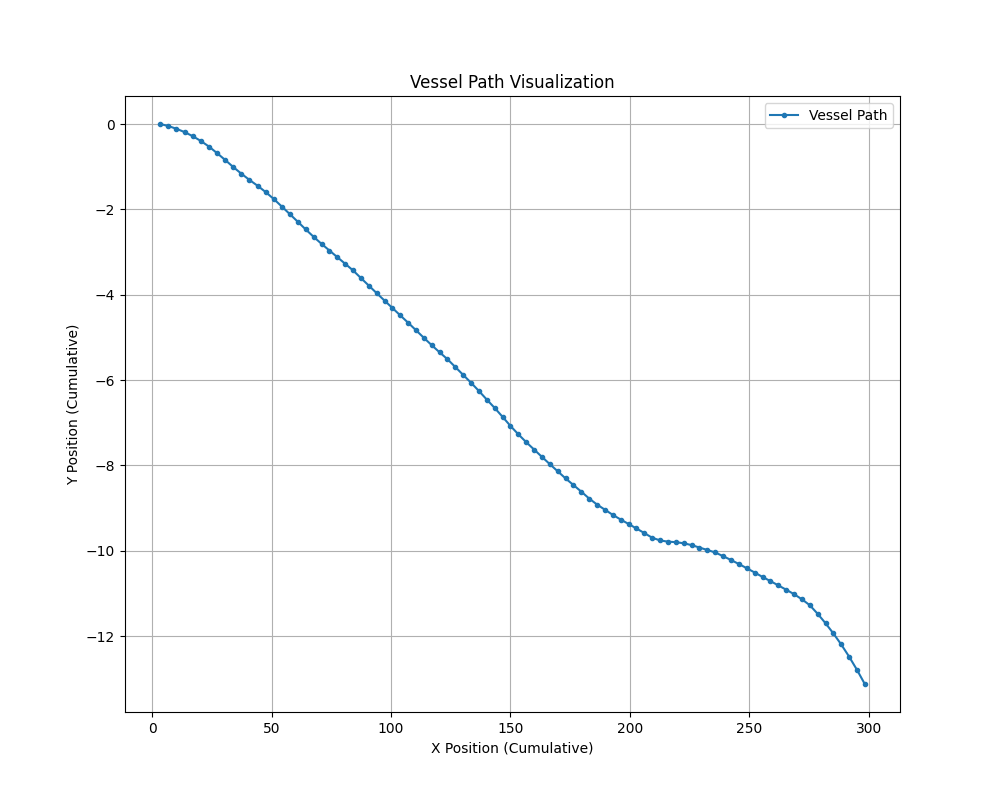 Vessel Path Visualization
Vessel Path
0
−2
−4
−6
−8
−10
−12
Y Position (Cumulative)
0 50 100 150 200 250 300
X Position (Cumulative)